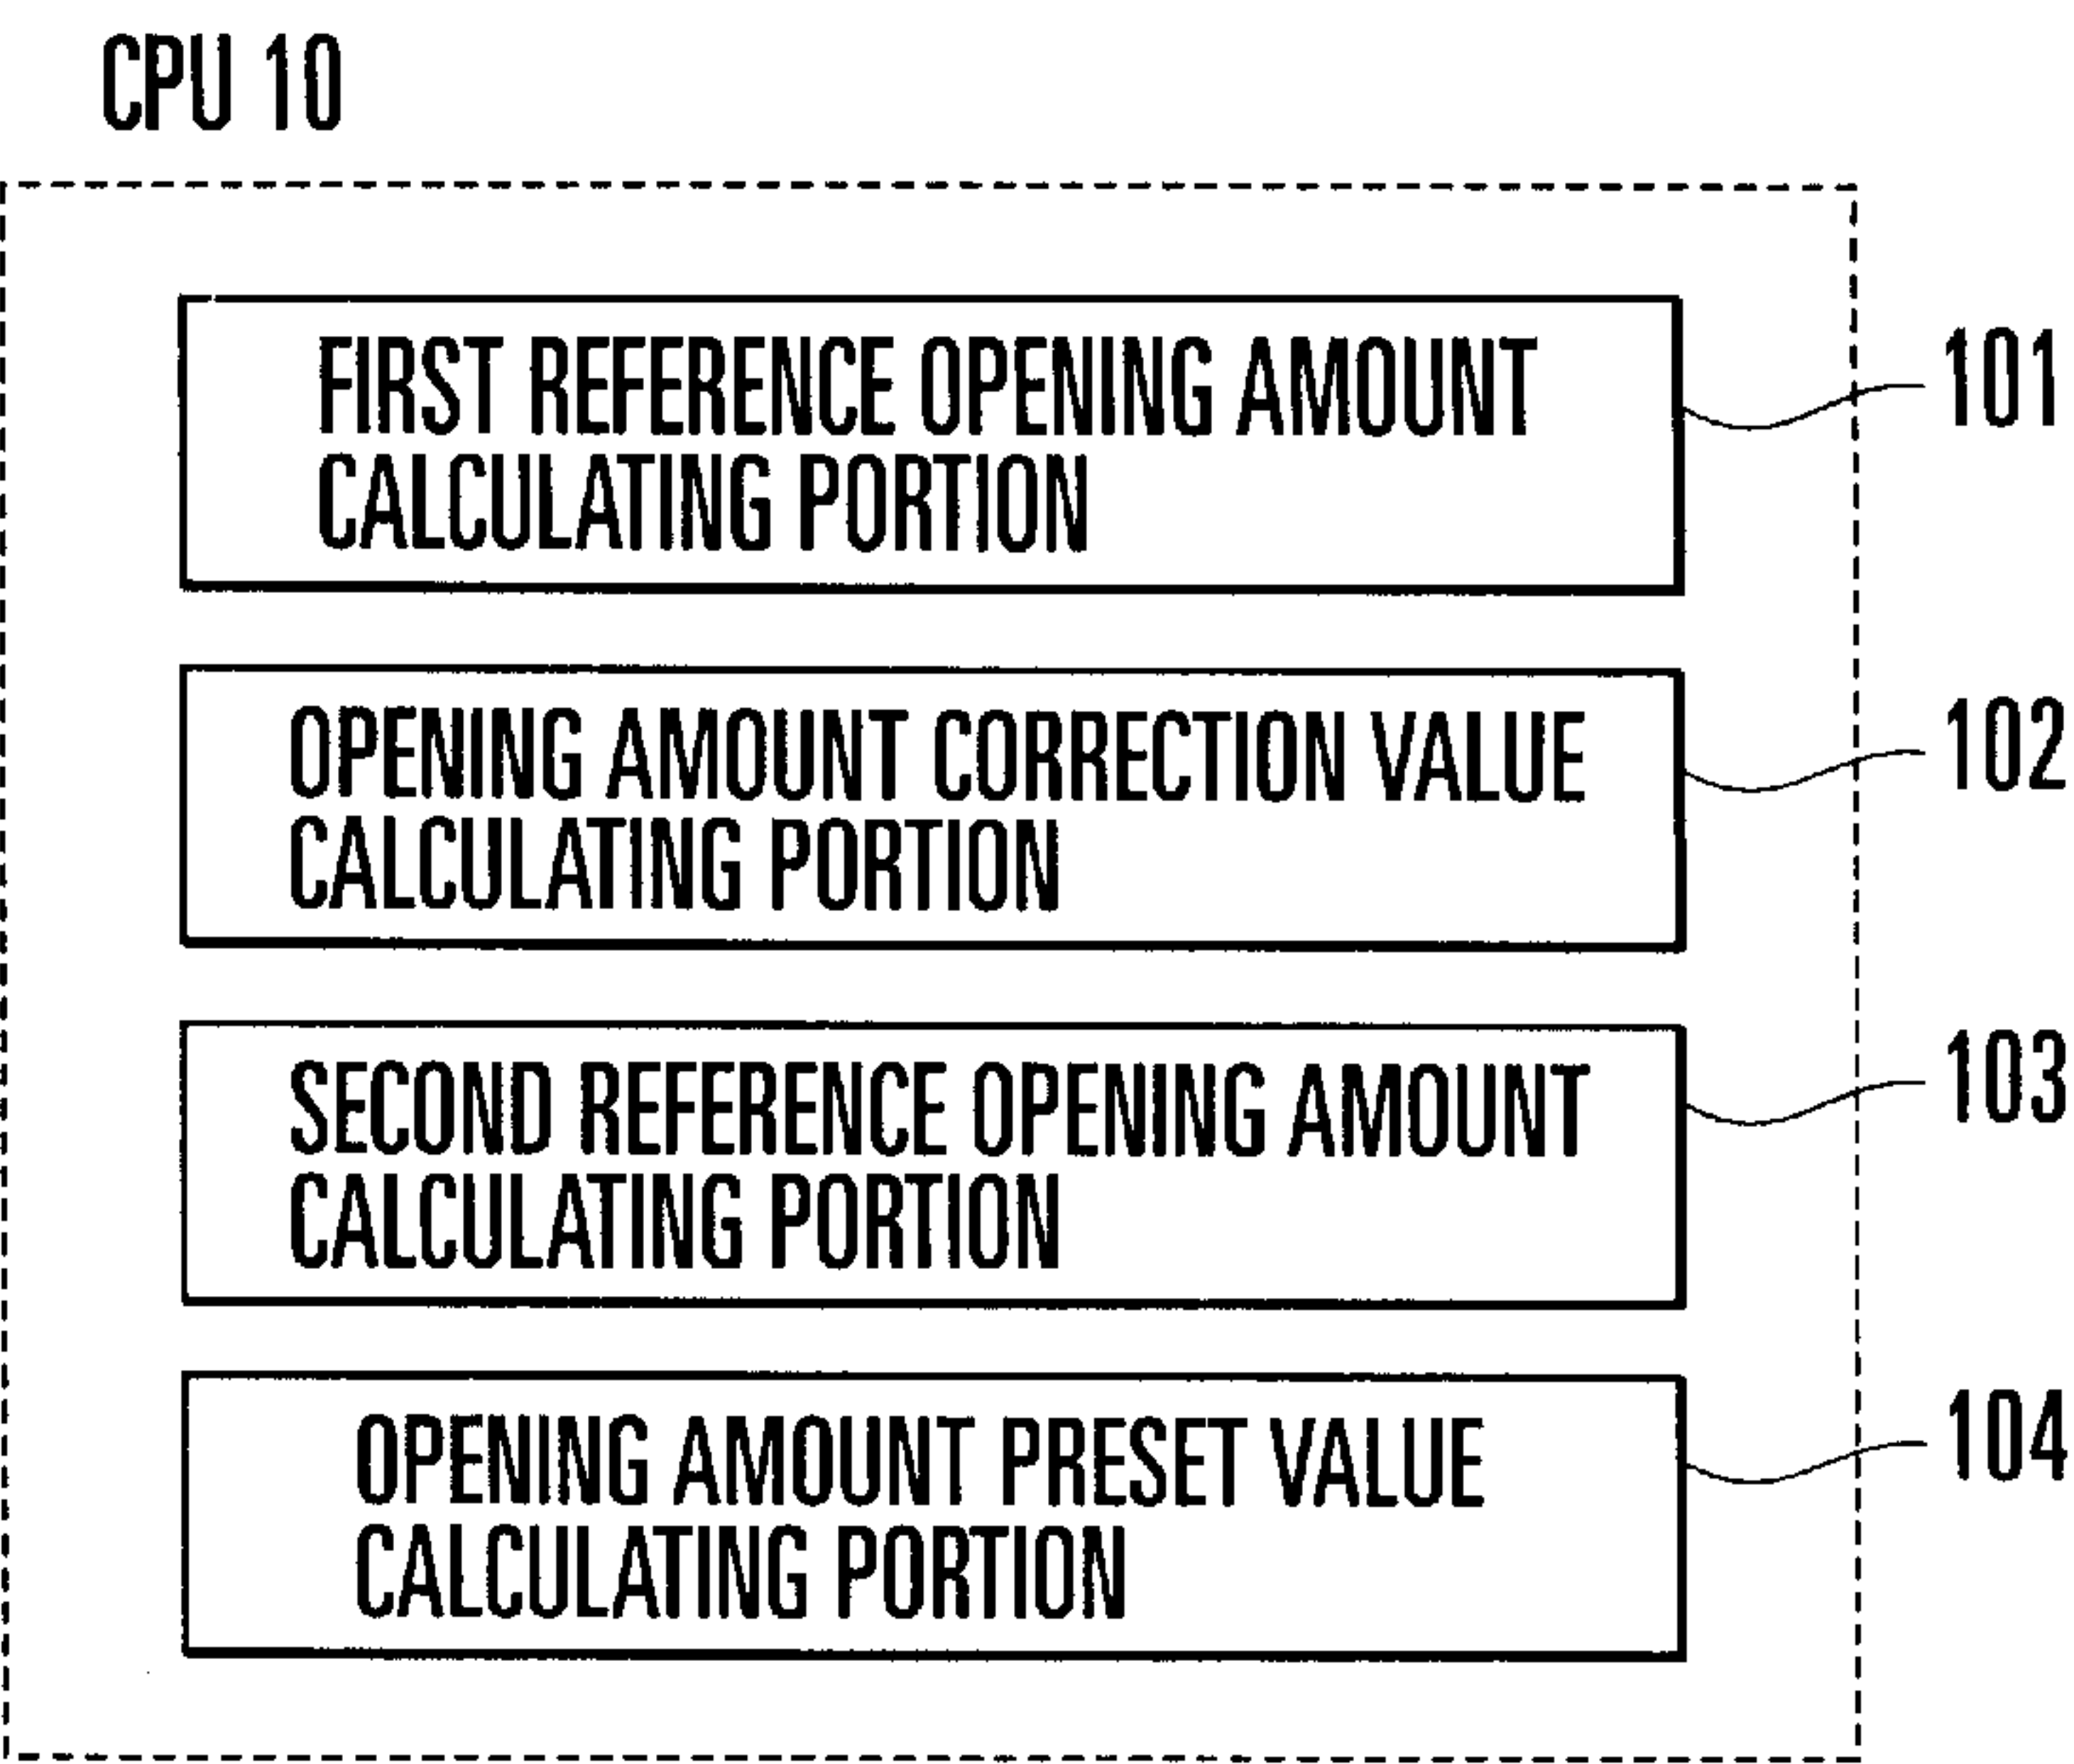 CPU 10
FIRST REFERENCE OPENING AMOUNT
CALCULATING PORTION
101
OPENING AMOUNT CORRECTION VALUE
CALCULATING PORTION
102
SECOND REFERENCE OPENING AMOUNT
CALCULATING PORTION
103
OPENING AMOUNT PRESET VALUE
CALCULATING PORTION
104